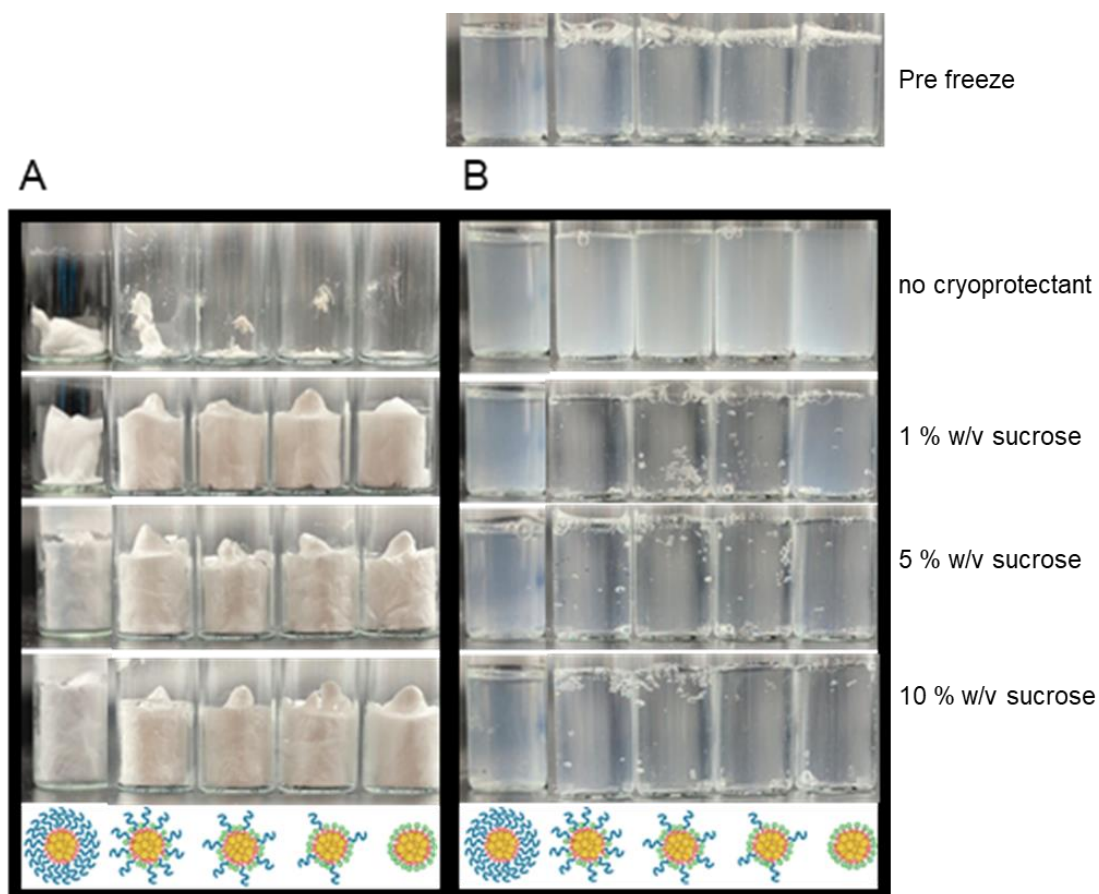 Pre freeze
A
B
no cryoprotectant
1 % w/v sucrose
5 % w/v sucrose
10 % w/v sucrose